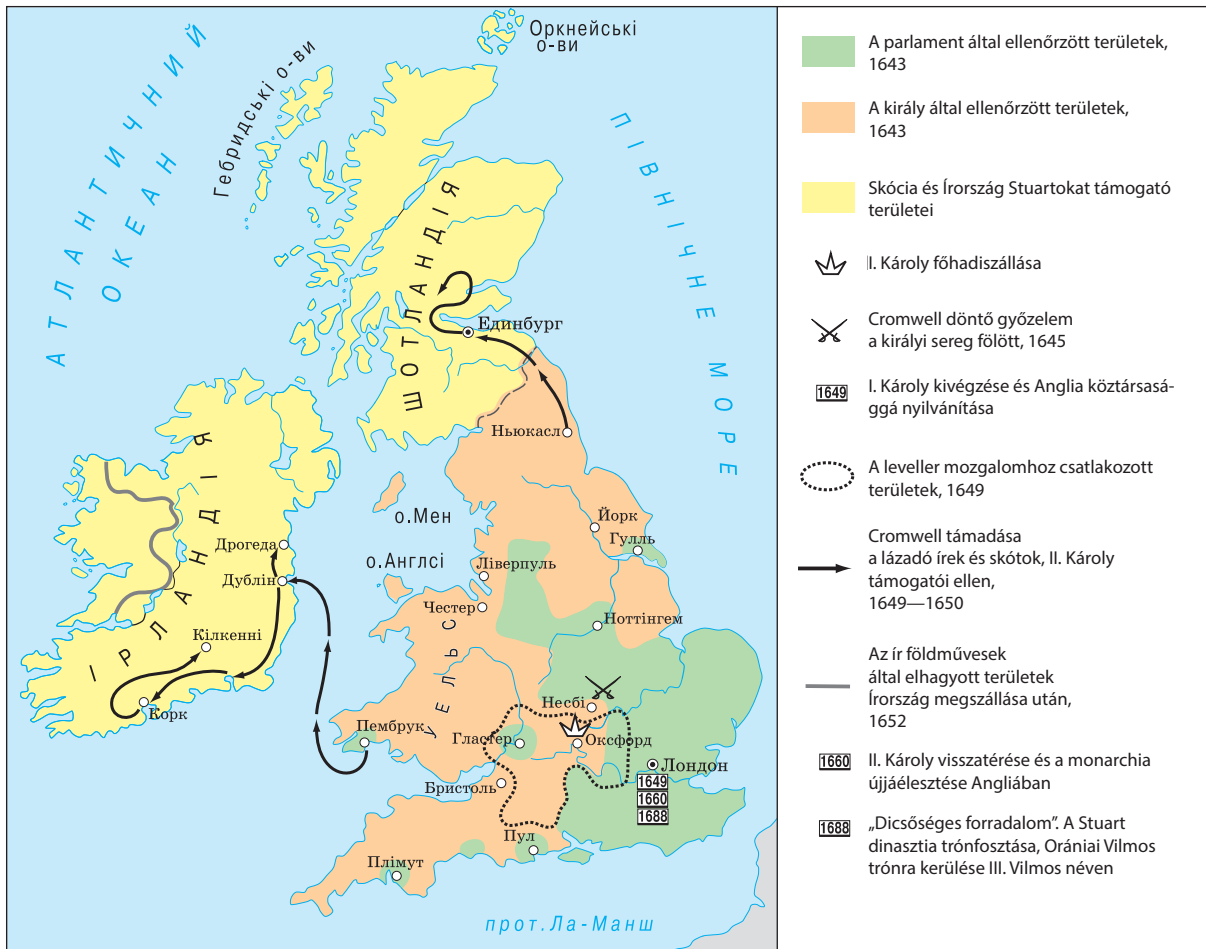 Оркнейські
о-ви
Гебридські о-ви
АТЛАНТИЧНИЙ
ОКЕАН
ПІВНІЧНЕ МОРЕ
ШОТЛАНДІЯ
Единбург
Ньюкасл
ІРЛАНДІЯ
о.Мен
Йорк
Гулль
Дрогеда
о.Англсі
Ліверпуль
Дублін
Честер
Ноттінгем
Кілкенні
УЕЛЬС
Несбі
Корк
Пембрук
Гластер
Оксфорд
Лондон
Бристоль
1649
1660
1688
Пул
Плімут
прот.Ла-Манш
A parlament által ellenőrzött területek,
1643
A király által ellenőrzött területek,
1643
Skócia és Írország Stuartokat támogató
területei
I. Károly főhadiszállása
Cromwell döntő győzelem
a királyi sereg fölött, 1645
1649
I. Károly kivégzése és Anglia köztársasá-
ggá nyilvánítása
A leveller mozgalomhoz csatlakozott
területek, 1649
Cromwell támadása
a lázadó írek és skótok, II. Károly
támogatói ellen,
1649—1650
Az ír földművesek
által elhagyott területek
Írország megszállása után,
1652
1660
II. Károly visszatérése és a monarchia
újjáélesztése Angliában
1688
„Dicsőséges forradalom”. A Stuart
dinasztia trónfosztása, Orániai Vilmos
trónra kerülése III. Vilmos néven